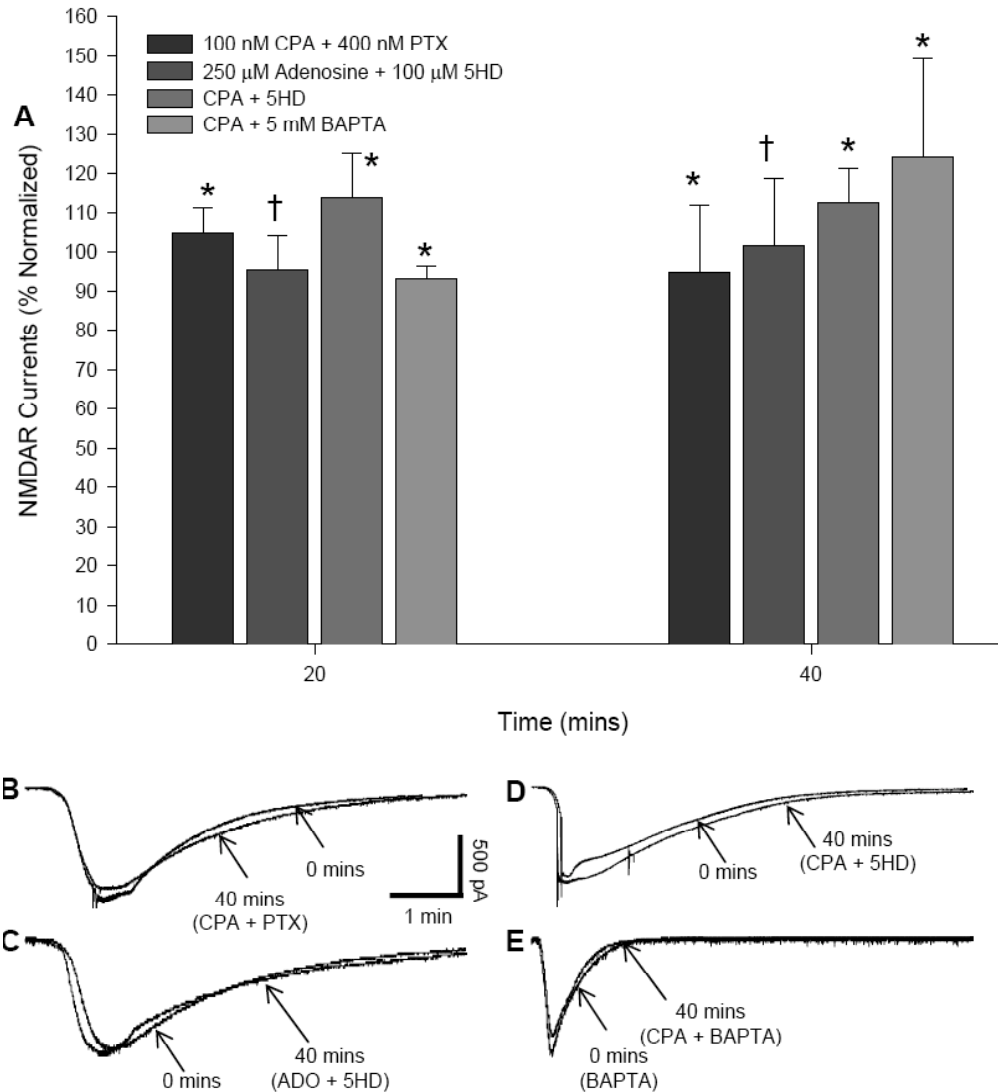 160
150
140
130
120
110
100
90
80
70
60
50
40
30
20
10
0
A
NMDAR Currents (% Normalized)
100 nM CPA + 400 nM PTX
250 μM Adenosine + 100 μM 5HD
CPA + 5HD
CPA + 5 mM BAPTA
* † * *
* † * *
20 40
Time (mins)
B
0 mins
40 mins
(CPA + PTX)
500 pA
1 min
D
40 mins
(CPA + 5HD)
0 mins
C
0 mins
40 mins
(ADO + 5HD)
E
40 mins
(CPA + BAPTA)
0 mins
(BAPTA)